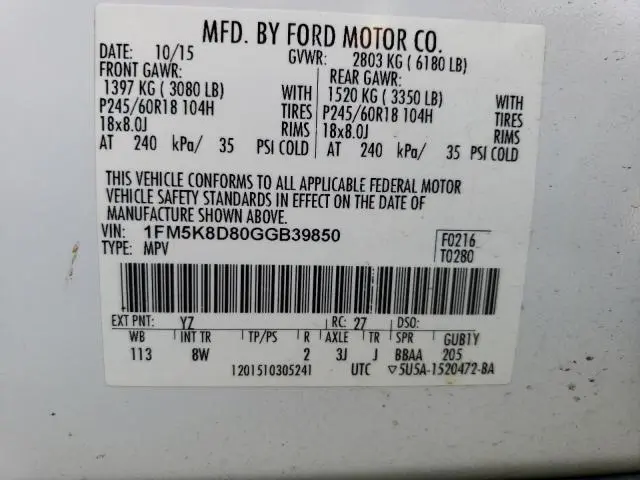 MFD. BY FORD MOTOR CO.
DATE: 10/15 GVWR: 2803 KG ( 6180 LB)
FRONT GAWR: REAR GAWR:
1397 KG ( 3080 LB) WITH 1520 KG ( 3350 LB) WITH
P245/60R18 104H TIRES P245/60R18 104H TIRES
18x8.0J RIMS 18x8.0J RIMS
AT 240 kPa/ 35 PSI COLD AT 240 kPa/ 35 PSI COLD
THIS VEHICLE CONFORMS TO ALL APPLICABLE FEDERAL MOTOR
VEHICLE SAFETY STANDARDS IN EFFECT ON THE DATE OF
MANUFACTURE SHOWN ABOVE.
VIN: 1FM5K8D80GGB39850 F0216
TYPE: MPV T0280
EXT PNT: YZ RC: 27 DSO:
WB INT TR TP/PS R AXLE TR SPR GUB1Y
113 8W 2 3J J BBAA 205
1201510305241 UTC ▽5U5A-1520472-BA